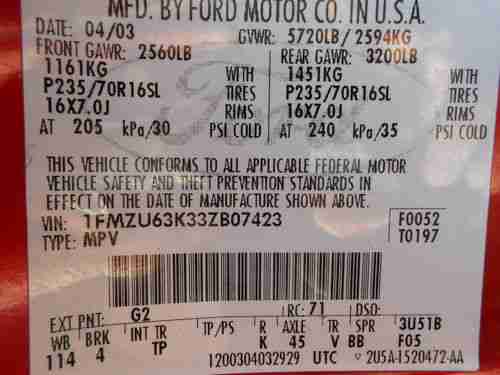 MFD. BY FORD MOTOR CO. IN U.S.A.
DATE: 04/03 GVWR: 5720LB/ 2594KG
FRONT GAWR: 2560LB REAR GAWR: 3200LB
1161KG WITH 1451KG WITH
P235/70R16SL TIRES P235/70R16SL TIRES
16X7.0J RIMS 16X7.0J RIMS
AT 205 kPa/30 PSI COLD AT 240 kPa/35 PSI COLD
THIS VEHICLE CONFORMS TO ALL APPLICABLE FEDERAL MOTOR
VEHICLE SAFETY AND THEFT PREVENTION STANDARDS IN
EFFECT ON THE DATE OF MANUFACTURE SHOWN ABOVE.
VIN: 1FMZU63K33ZB07423 F0052
TYPE: MPV T0197
EXT PNT: G2 RC: 71 DSO:
WB BRK INT TR TP/PS R AXLE TR SPR 3U51B
114 4 TP K 45 V BB F05
1200304032929 UTC 2U5A-1520472-AA